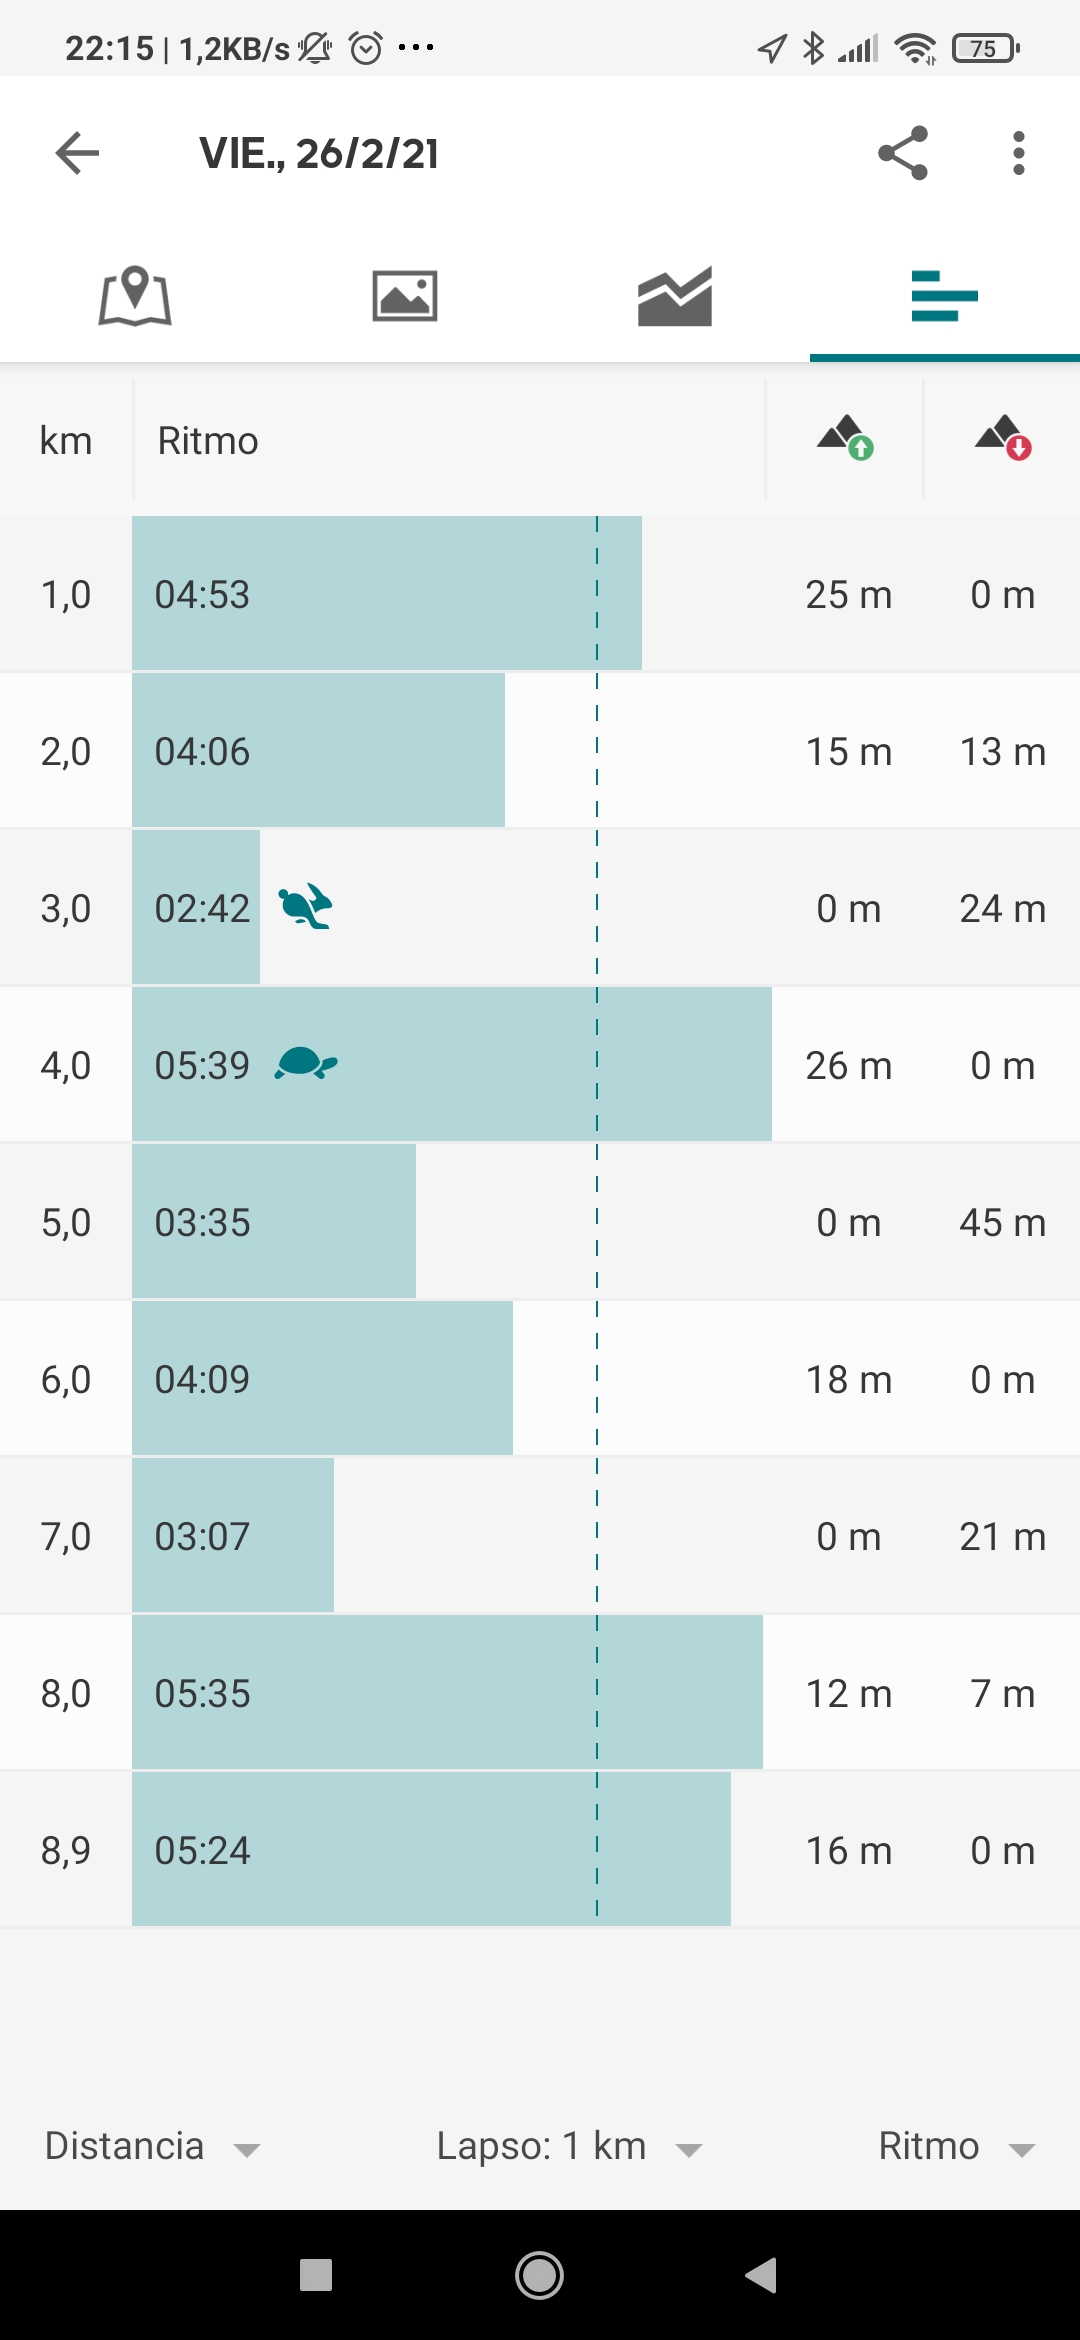 22:15 | 1,2KB/s ... 75
VIE., 26/2/21
km Ritmo
1,0 04:53 25 m 0 m
2,0 04:06 15 m 13 m
3,0 02:42 0 m 24 m
4,0 05:39 26 m 0 m
5,0 03:35 0 m 45 m
6,0 04:09 18 m 0 m
7,0 03:07 0 m 21 m
8,0 05:35 12 m 7 m
8,9 05:24 16 m 0 m
Distancia Lapso: 1 km Ritmo